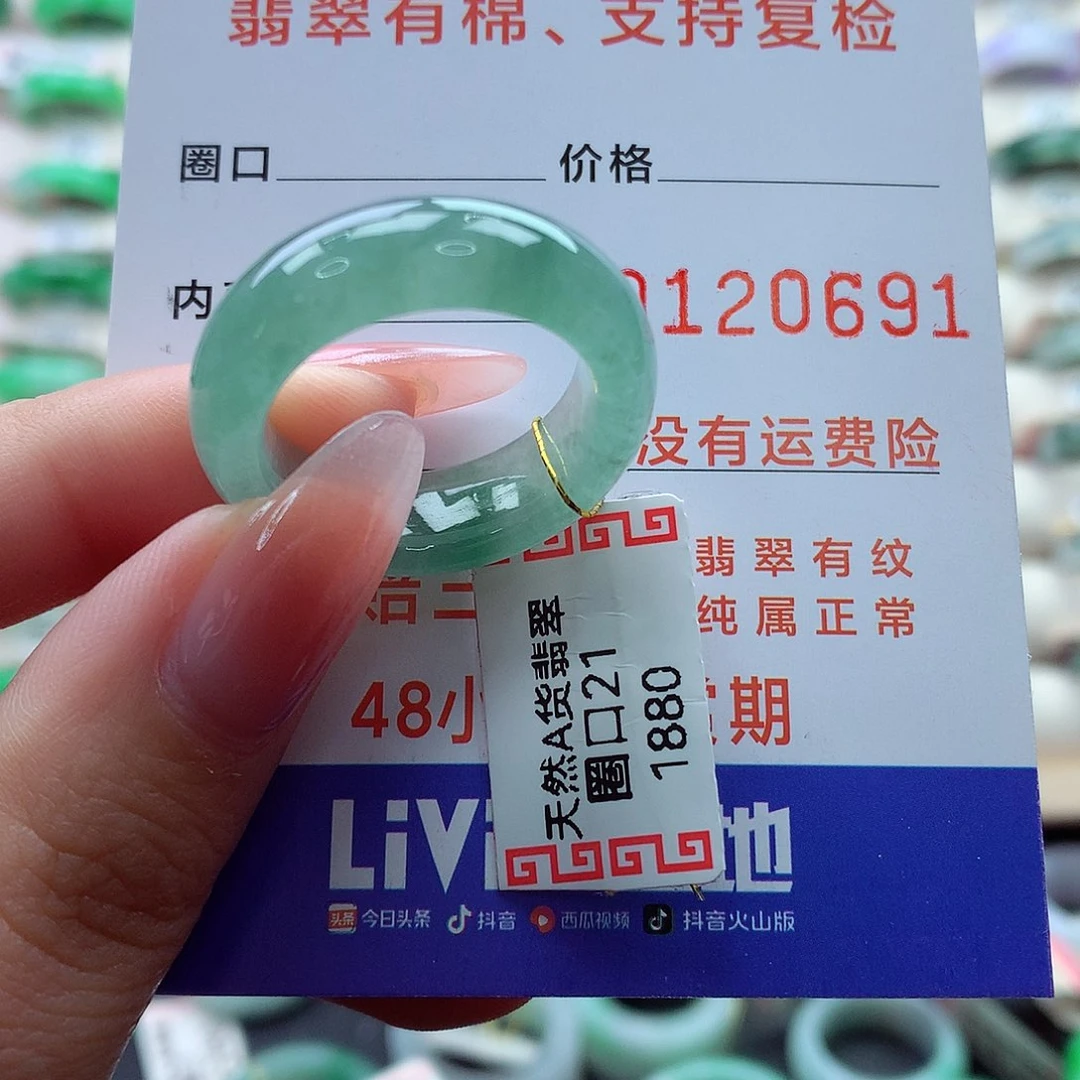 翡翠有棉、支持复检
圈口 价格
内
0120691
没有运费险
翡翠有纹
纯属正常
48小 期
天然A货翡翠
圈口21
1880
LiVi 地
头条 今日头条 抖音 西瓜视频 抖音火山版